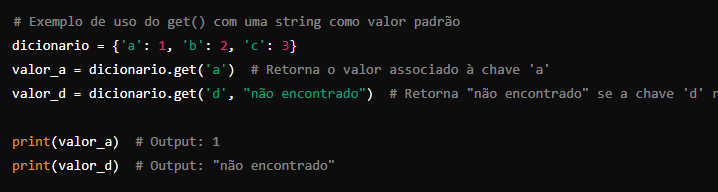 # Exemplo de uso do get() com uma string como valor padrão
dicionario = {'a': 1, 'b': 2, 'c': 3}
valor_a = dicionario.get('a')  # Retorna o valor associado à chave 'a'
valor_d = dicionario.get('d', "não encontrado")  # Retorna "não encontrado" se a chave 'd'
print(valor_a)  # Output: 1
print(valor_d)  # Output: "não encontrado"